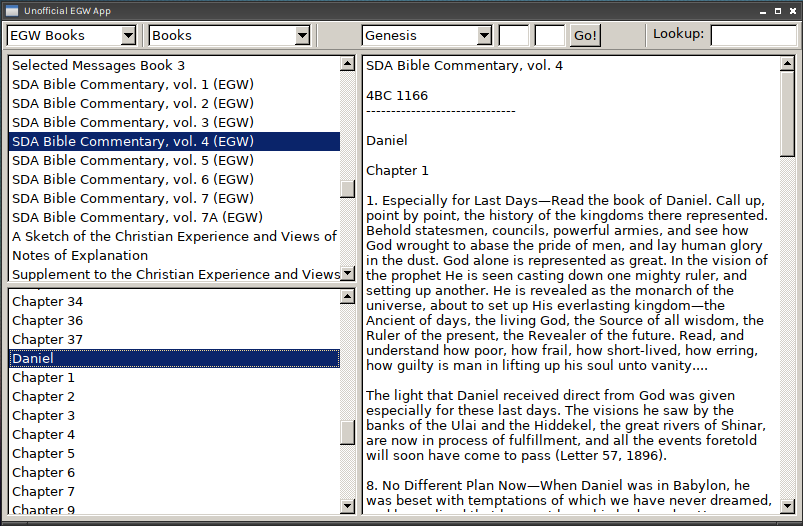 Unofficial EGW App
EGW Books Books Genesis Go! Lookup:
Selected Messages Book 3
SDA Bible Commentary, vol. 1 (EGW)
SDA Bible Commentary, vol. 2 (EGW)
SDA Bible Commentary, vol. 3 (EGW)
SDA Bible Commentary, vol. 4 (EGW)
SDA Bible Commentary, vol. 5 (EGW)
SDA Bible Commentary, vol. 6 (EGW)
SDA Bible Commentary, vol. 7 (EGW)
SDA Bible Commentary, vol. 7A (EGW)
A Sketch of the Christian Experience and Views of
Notes of Explanation
Supplement to the Christian Experience and Views
Chapter 34
Chapter 36
Chapter 37
Daniel
Chapter 1
Chapter 2
Chapter 3
Chapter 4
Chapter 5
Chapter 6
Chapter 7
Chapter 9
SDA Bible Commentary, vol. 4
4BC 1166
------------------------------
Daniel
Chapter 1
1. Especially for Last Days—Read the book of Daniel. Call up,
point by point, the history of the kingdoms there represented.
Behold statesmen, councils, powerful armies, and see how
God wrought to abase the pride of men, and lay human glory
in the dust. God alone is represented as great. In the vision of
the prophet He is seen casting down one mighty ruler, and
setting up another. He is revealed as the monarch of the
universe, about to set up His everlasting kingdom—the
Ancient of days, the living God, the Source of all wisdom, the
Ruler of the present, the Revealer of the future. Read, and
understand how poor, how frail, how short-lived, how erring,
how guilty is man in lifting up his soul unto vanity....
The light that Daniel received direct from God was given
especially for these last days. The visions he saw by the
banks of the Ulai and the Hiddekel, the great rivers of Shinar,
are now in process of fulfillment, and all the events foretold
will soon have come to pass (Letter 57, 1896).
8. No Different Plan Now—When Daniel was in Babylon, he
was beset with temptations of which we have never dreamed,